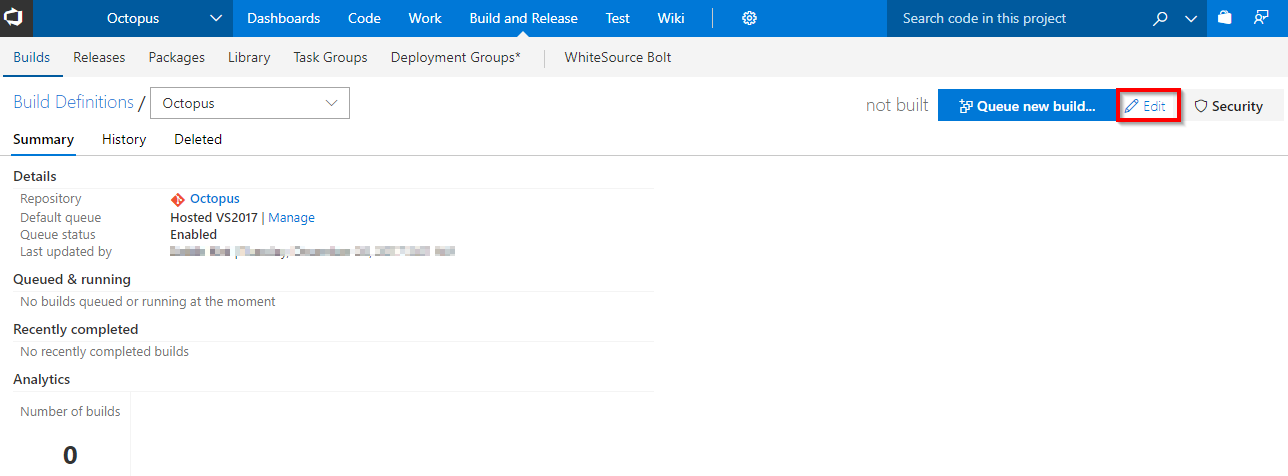 Octopus Dashboards Code Work Build and Release Test Wiki Search code in this project
Builds Releases Packages Library Task Groups Deployment Groups* WhiteSource Bolt
Build Definitions / Octopus not built Queue new build... Edit Security
Summary History Deleted
Details
Repository Octopus
Default queue Hosted VS2017 | Manage
Queue status Enabled
Last updated by
Queued & running
No builds queued or running at the moment
Recently completed
No recently completed builds
Analytics
Number of builds
0